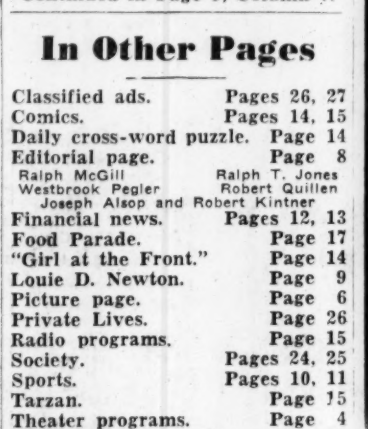 In Other Pages
Classified ads. Pages 26, 27
Comics. Pages 14, 15
Daily cross-word puzzle. Page 14
Editorial page. Page 8
Ralph McGill Ralph T. Jones
Westbrook Pegler Robert Quillen
Joseph Alsop and Robert Kintner
Financial news. Pages 12, 13
Food Parade. Page 17
"Girl at the Front." Page 14
Louie D. Newton. Page 9
Picture page. Page 6
Private Lives. Page 26
Radio programs. Page 15
Society. Pages 24, 25
Sports. Pages 10, 11
Tarzan. Page 15
Theater programs. Page 4